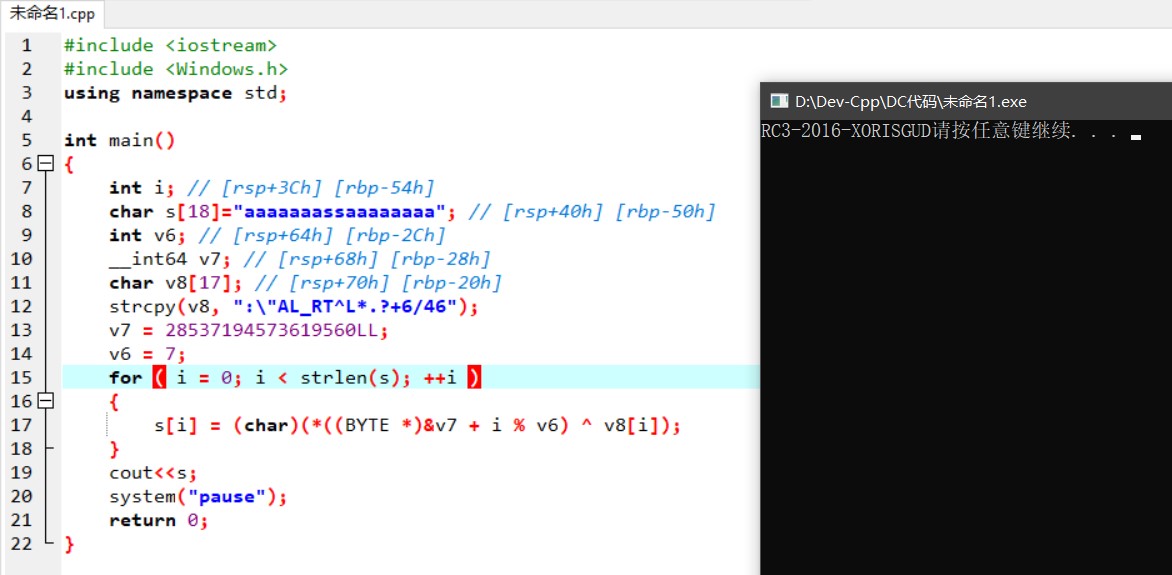 未命名1.cpp
1 #include <iostream>
2 #include <Windows.h>
3 using namespace std;
4
5 int main()
6 {
7 int i; // [rsp+3Ch] [rbp-54h]
8 char s[18]="aaaaaaassaaaaaaaa"; // [rsp+40h] [rbp-50h]
9 int v6; // [rsp+64h] [rbp-2Ch]
10 __int64 v7; // [rsp+68h] [rbp-28h]
11 char v8[17]; // [rsp+70h] [rbp-20h]
12 strcpy(v8, ":\"AL_RT^L*.?+6/46");
13 v7 = 28537194573619560LL;
14 v6 = 7;
15 for ( i = 0; i < strlen(s); ++i )
16 {
17 s[i] = (char)(*((BYTE *)&v7 + i % v6) ^ v8[i]);
18 }
19 cout<<s;
20 system("pause");
21 return 0;
22 }
D:\Dev-Cpp\DC代码\未命名1.exe
RC3-2016-XORISGUD请按任意键继续. . .